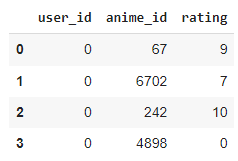 user_id anime_id rating
0 0 67 9
1 0 6702 7
2 0 242 10
3 0 4898 0